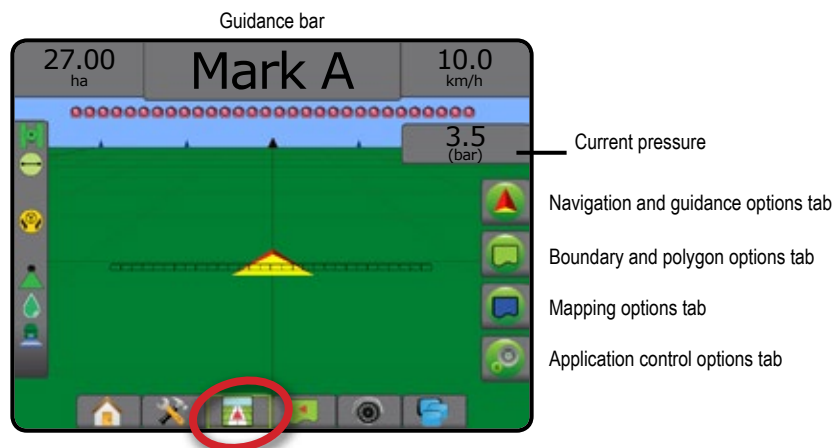 Guidance bar
27.00
ha
Mark A
10.0
km/h
3.5
(bar)
Current pressure
Navigation and guidance options tab
Boundary and polygon options tab
Mapping options tab
Application control options tab